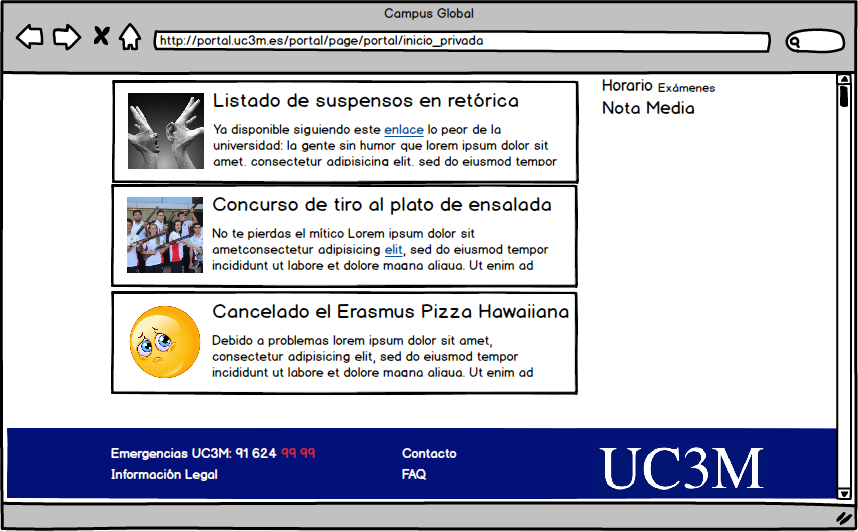 Campus Global
http://portal.uc3m.es/portal/page/portal/inicio_privada
Listado de suspensos en retórica
Ya disponible siguiendo este enlace lo peor de la
universidad: la gente sin humor que lorem ipsum dolor sit
amet, consectetur adipisicing elit, sed do eiusmod tempor
Concurso de tiro al plato de ensalada
No te pierdas el mítico Lorem ipsum dolor sit
ametconsectetur adipisicing elit, sed do eiusmod tempor
incididunt ut labore et dolore magna aliqua. Ut enim ad
Cancelado el Erasmus Pizza Hawaiiana
Debido a problemas lorem ipsum dolor sit amet,
consectetur adipisicing elit, sed do eiusmod tempor
incididunt ut labore et dolore magna aliqua. Ut enim ad
Horario Exámenes
Nota Media
Emergencias UC3M: 91 624 99 99
Información Legal
Contacto
FAQ
UC3M